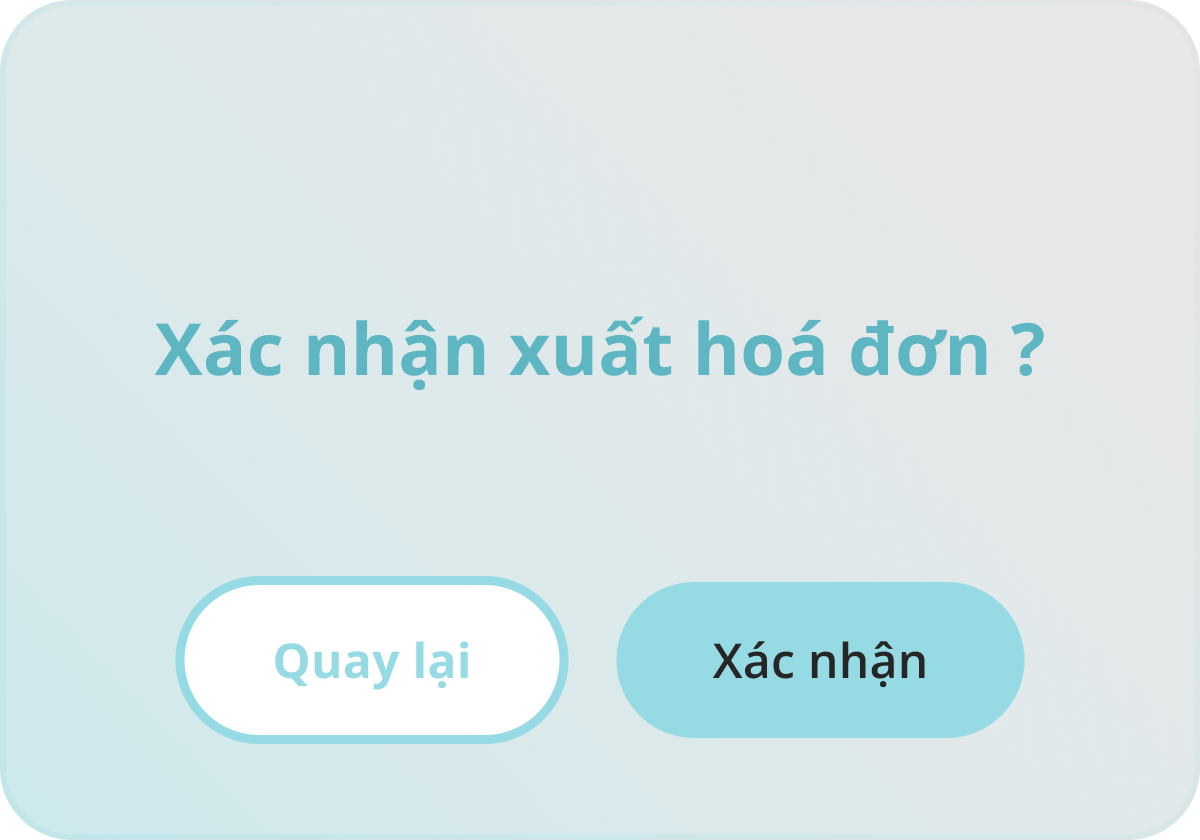 Xác nhận xuất hoá đơn ?
Quay lại
Xác nhận